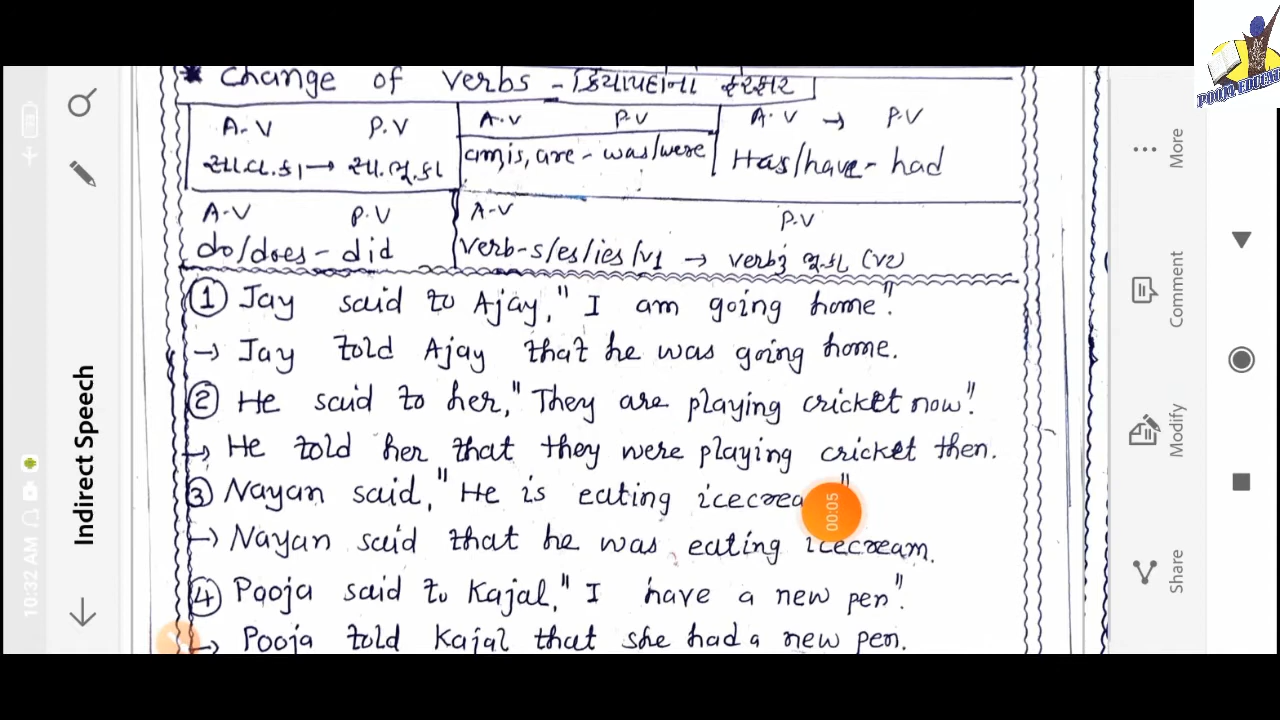 * Change of verbs - ક્રિયાપદોના ફેરફાર
A.V P.V
સા.વ.કા → સા.ભૂ.કા
A.V P.V
am,is, are - was/were
A.V → P.V
Has/have - had
A.V P.V
do/does - did
A.V P.V
verb-s/es/ies/v1 → verbનું ભૂ.કા (v2)
① Jay said to Ajay," I am going home".
→ Jay told Ajay that he was going home.
② He said to her," They are playing cricket now".
→ He told her that they were playing cricket then.
③ Nayan said," He is eating "
→ Nayan said that he was eating icecream.
④ Pooja said to Kajal," I have a new pen".
→ Pooja told Kajal that she had a new pen.
00:05
10:32 AM
Indirect Speech
More
Comment
Modify
Share